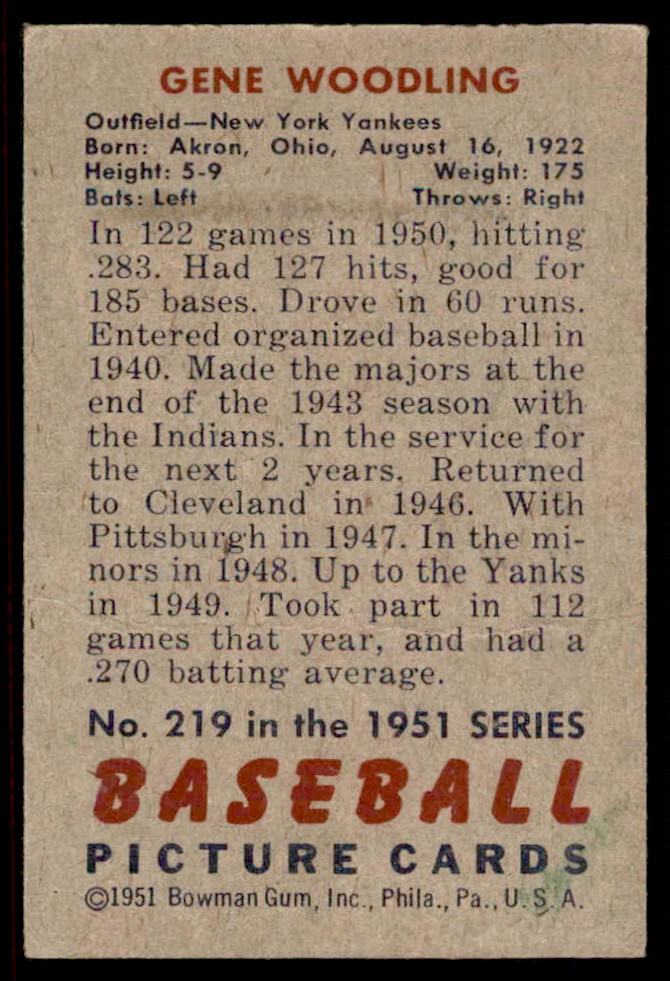 GENE WOODLING
Outfield—New York Yankees
Born: Akron, Ohio, August 16, 1922
Height: 5-9 Weight: 175
Bats: Left Throws: Right
In 122 games in 1950, hitting
.283. Had 127 hits, good for
185 bases. Drove in 60 runs.
Entered organized baseball in
1940. Made the majors at the
end of the 1943 season with
the Indians. In the service for
the next 2 years. Returned
to Cleveland in 1946. With
Pittsburgh in 1947. In the mi-
nors in 1948. Up to the Yanks
in 1949. Took part in 112
games that year, and had a
.270 batting average.
No. 219 in the 1951 SERIES
BASEBALL
PICTURE CARDS
©1951 Bowman Gum, Inc., Phila., Pa., U.S.A.